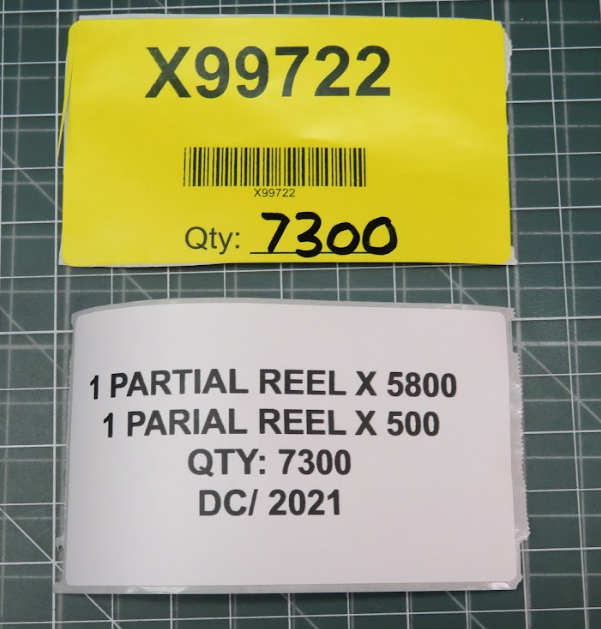 X99722
X99722
Qty: 7300
1 PARTIAL REEL X 5800
1 PARIAL REEL X 500
QTY: 7300
DC/ 2021